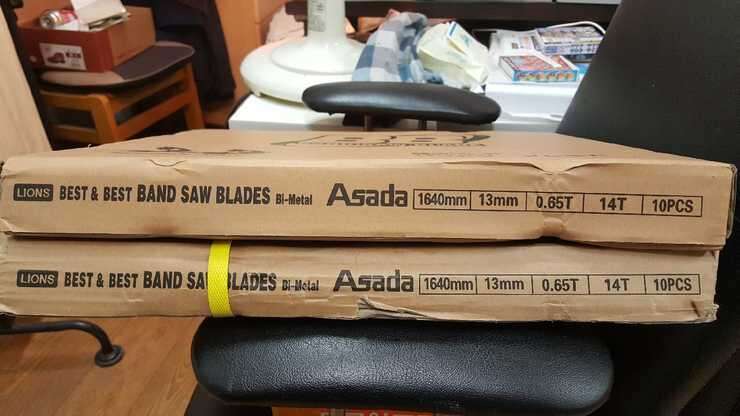 LIONS BEST & BEST BAND SAW BLADES Bi-Metal Asada 1640mm 13mm 0.65T 14T 10PCS
LIONS BEST & BEST BAND SA BLADES Bi-Metal Asada 1640mm 13mm 0.65T 14T 10PCS